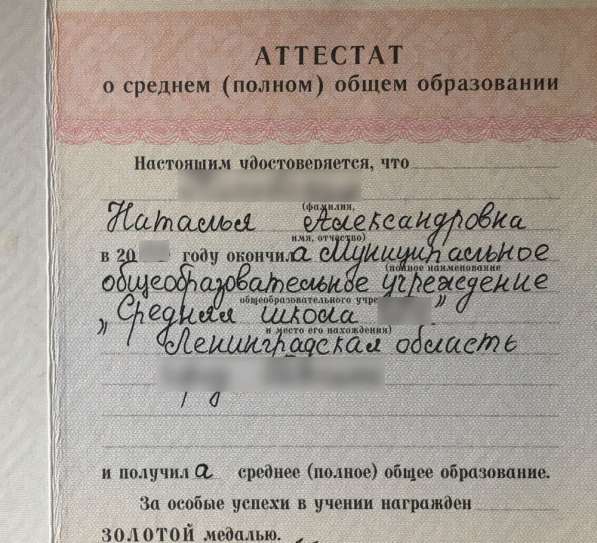 АТТЕСТАТ
о среднем (полном) общем образовании
Настоящим удостоверяется, что
(фамилия,
Наталья Александровна
имя, отчество)
в 20 году окончила Муниципальное
(полное наименование
общеобразовательное учреждение
общеобразовательного учре
"Средняя школа "
и место его нахождения)
Ленинградская область
и получила среднее (полное) общее образование.
За особые успехи в учении награжден
ЗОЛОТОЙ медалью.